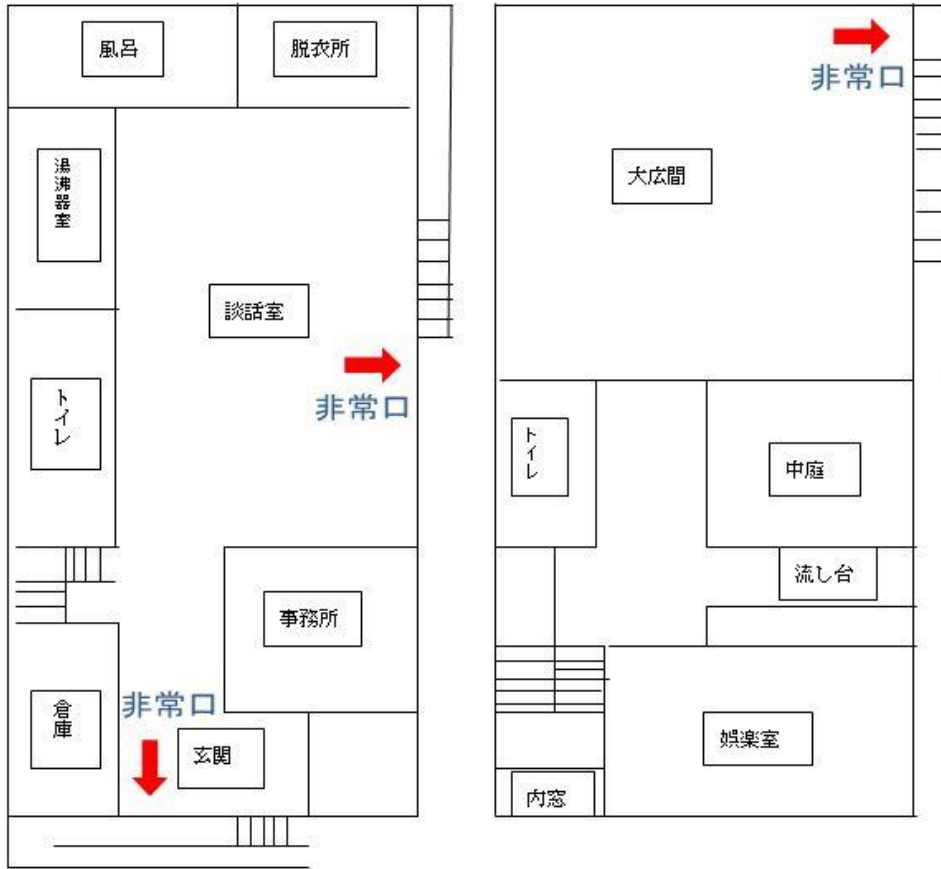 風呂
脱衣所
湯沸器室
談話室
非常口
トイレ
事務所
倉庫
非常口
玄関
非常口
大広間
トイレ
中庭
流し台
娯楽室
内窓